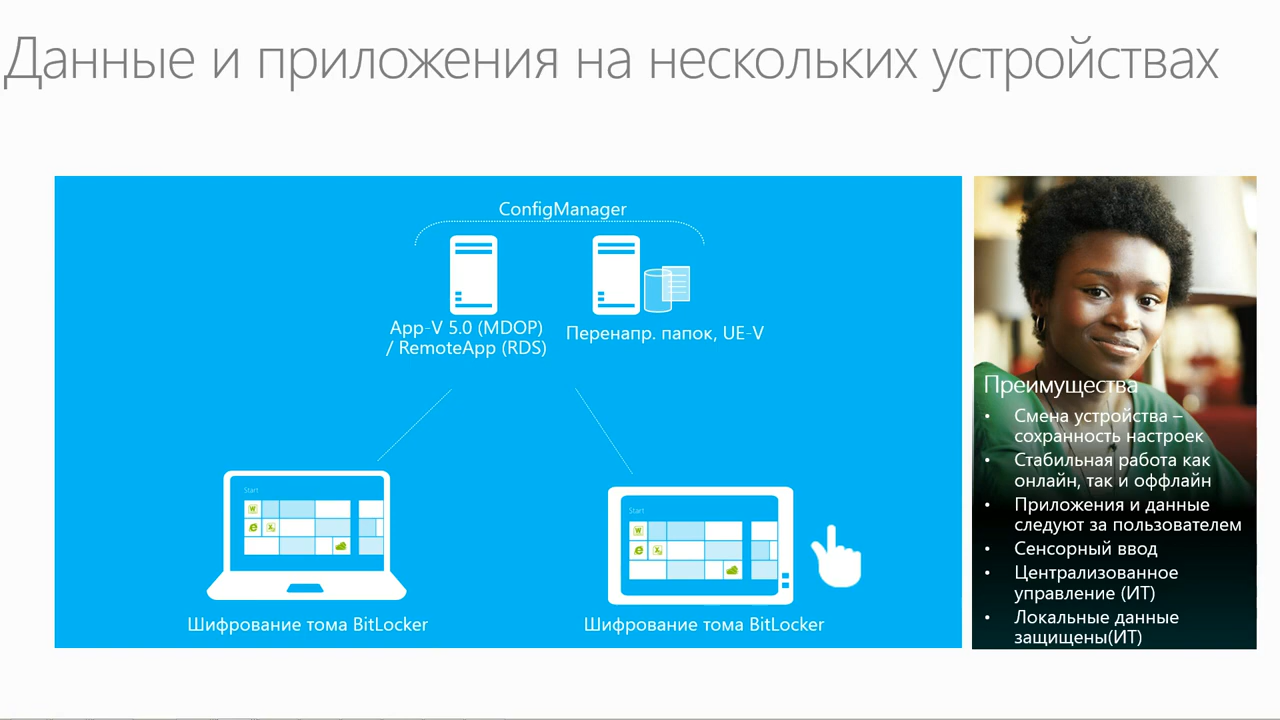 Данные и приложения на нескольких устройствах
ConfigManager
App-V 5.0 (MDOP)
/ RemoteApp (RDS)
Перенапр. папок, UE-V
Start
Start
Шифрование тома BitLocker
Шифрование тома BitLocker
Преимущества
• Смена устройства –
сохранность настроек
• Стабильная работа как
онлайн, так и оффлайн
• Приложения и данные
следуют за пользователем
• Сенсорный ввод
• Централизованное
управление (ИТ)
• Локальные данные
защищены(ИТ)